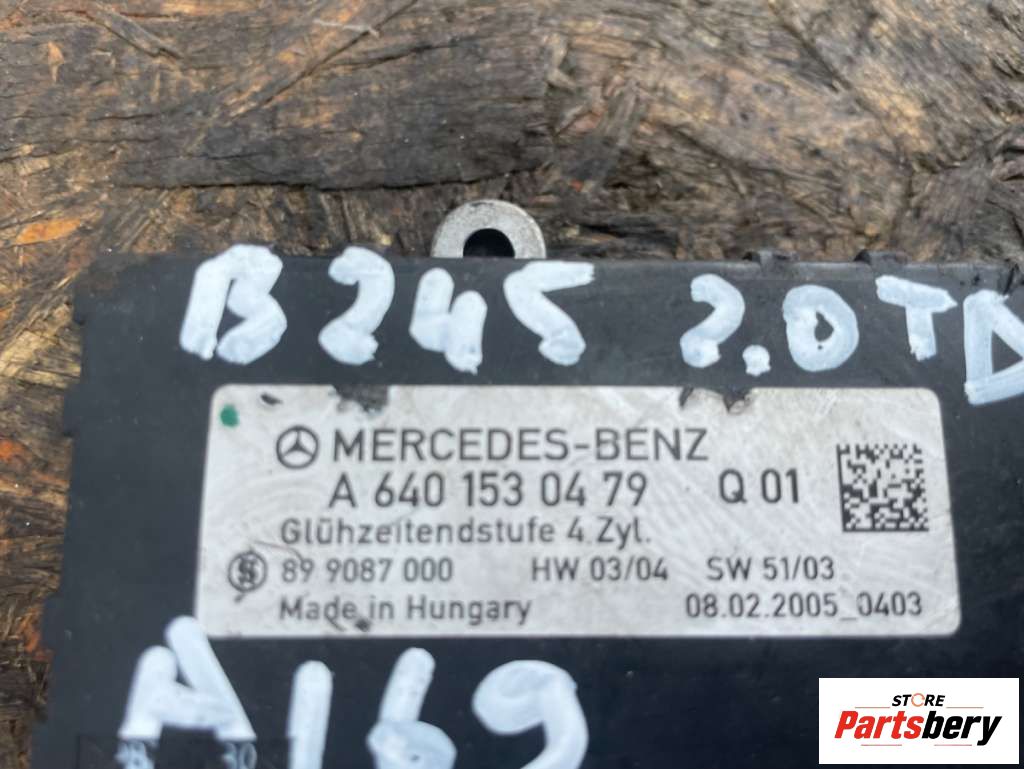 B245 2.0TD
MERCEDES-BENZ
A 640 153 04 79 Q 01
Glühzeitendstufe 4 Zyl.
89 9087 000 HW 03/04 SW 51/03
Made in Hungary 08.02.2005_0403
A169
STORE
Partsbery